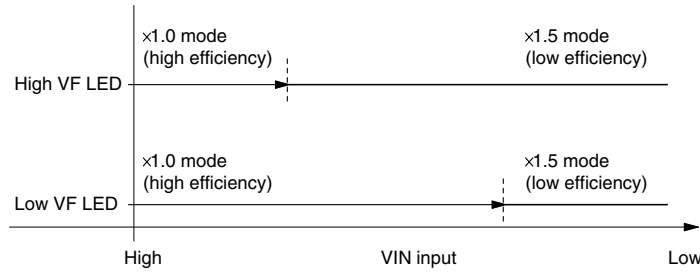 ×1.0 mode
(high efficiency)
×1.5 mode
(low efficiency)
High VF LED
×1.0 mode
(high efficiency)
×1.5 mode
(low efficiency)
Low VF LED
High
VIN input
Low